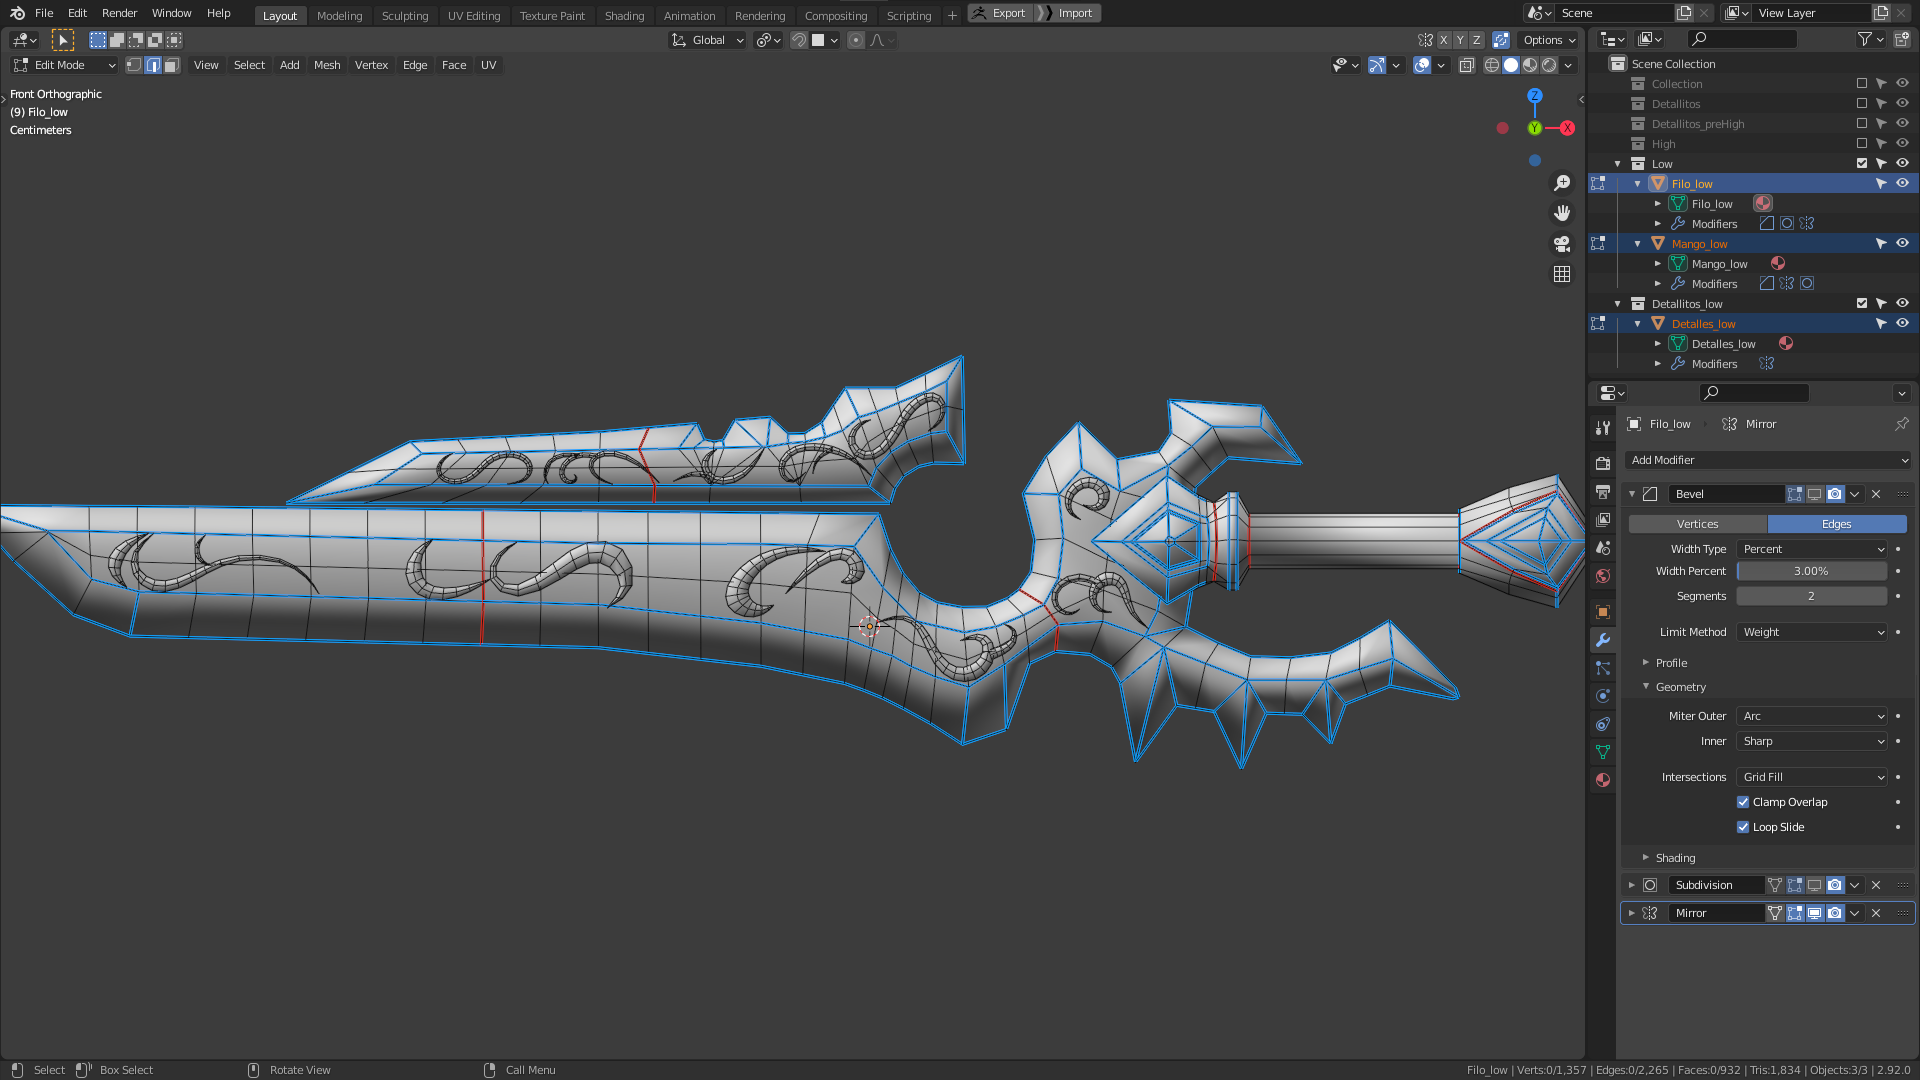 File Edit Render Window Help Layout Modeling Sculpting UV Editing Texture Paint Shading Animation Rendering Compositing Scripting + Export Import Scene View Layer
Global X Y Z Options
Edit Mode View Select Add Mesh Vertex Edge Face UV
Front Orthographic
(9) Filo_low
Centimeters
Z
Y
X
Scene Collection
Collection
Detallitos
Detallitos_preHigh
High
Low
Filo_low
Filo_low
Modifiers
Mango_low
Mango_low
Modifiers
Detallitos_low
Detalles_low
Detalles_low
Modifiers
Filo_low Mirror
Add Modifier
Bevel
Vertices Edges
Width Type Percent
Width Percent 3.00%
Segments 2
Limit Method Weight
Profile
Geometry
Miter Outer Arc
Inner Sharp
Intersections Grid Fill
Clamp Overlap
Loop Slide
Shading
Subdivision
Mirror
Select Box Select Rotate View Call Menu Filo_low | Verts:0/1,357 | Edges:0/2,265 | Faces:0/932 | Tris:1,834 | Objects:3/3 | 2.92.0